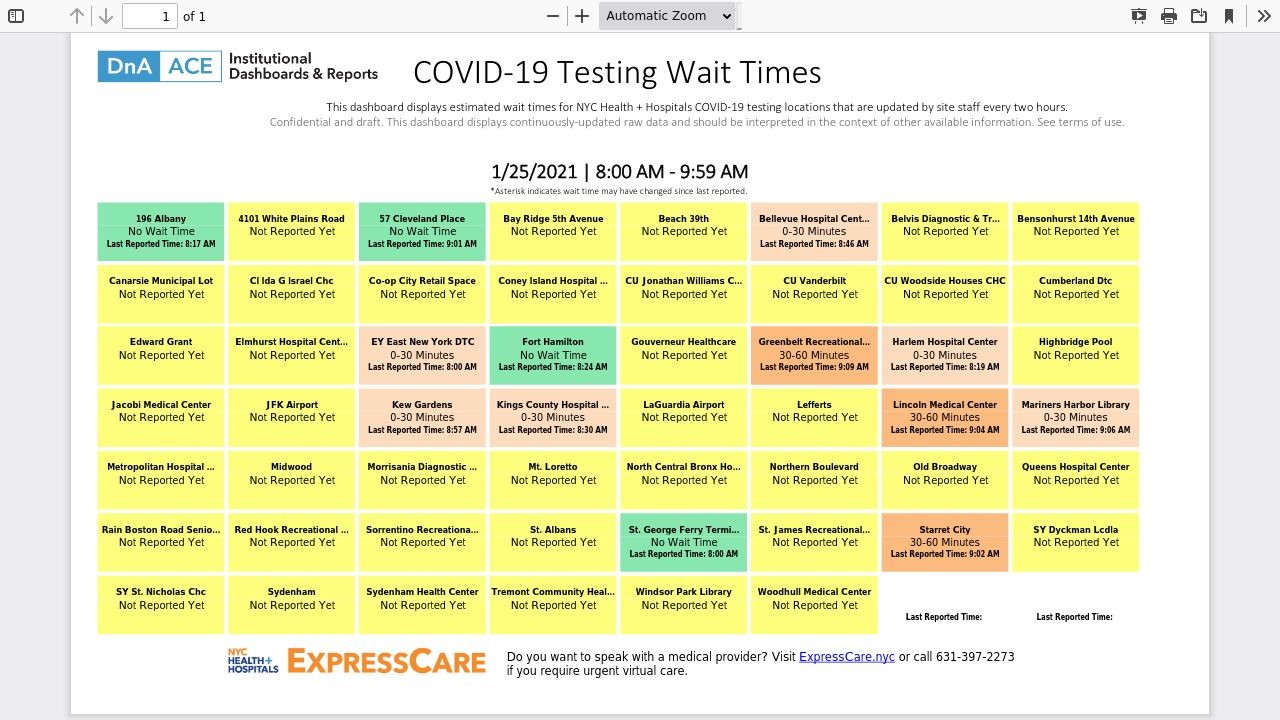 1 of 1 Automatic Zoom
DnA ACE Institutional
Dashboards & Reports
COVID-19 Testing Wait Times
This dashboard displays estimated wait times for NYC Health + Hospitals COVID-19 testing locations that are updated by site staff every two hours.
Confidential and draft. This dashboard displays continuously-updated raw data and should be interpreted in the context of other available information. See terms of use.
1/25/2021 | 8:00 AM - 9:59 AM
*Asterisk indicates wait time may have changed since last reported.
196 Albany
No Wait Time
Last Reported Time: 8:17 AM
4101 White Plains Road
Not Reported Yet
57 Cleveland Place
No Wait Time
Last Reported Time: 9:01 AM
Bay Ridge 5th Avenue
Not Reported Yet
Beach 39th
Not Reported Yet
Bellevue Hospital Cent...
0-30 Minutes
Last Reported Time: 8:46 AM
Belvis Diagnostic & Tr...
Not Reported Yet
Bensonhurst 14th Avenue
Not Reported Yet
Canarsie Municipal Lot
Not Reported Yet
CI Ida G Israel Chc
Not Reported Yet
Co-op City Retail Space
Not Reported Yet
Coney Island Hospital ...
Not Reported Yet
CU Jonathan Williams C...
Not Reported Yet
CU Vanderbilt
Not Reported Yet
CU Woodside Houses CHC
Not Reported Yet
Cumberland Dtc
Not Reported Yet
Edward Grant
Not Reported Yet
Elmhurst Hospital Cent...
Not Reported Yet
EY East New York DTC
0-30 Minutes
Last Reported Time: 8:00 AM
Fort Hamilton
No Wait Time
Last Reported Time: 8:24 AM
Gouverneur Healthcare
Not Reported Yet
Greenbelt Recreational...
30-60 Minutes
Last Reported Time: 9:09 AM
Harlem Hospital Center
0-30 Minutes
Last Reported Time: 8:19 AM
Highbridge Pool
Not Reported Yet
Jacobi Medical Center
Not Reported Yet
JFK Airport
Not Reported Yet
Kew Gardens
0-30 Minutes
Last Reported Time: 8:57 AM
Kings County Hospital ...
0-30 Minutes
Last Reported Time: 8:30 AM
LaGuardia Airport
Not Reported Yet
Lefferts
Not Reported Yet
Lincoln Medical Center
30-60 Minutes
Last Reported Time: 9:04 AM
Mariners Harbor Library
0-30 Minutes
Last Reported Time: 9:06 AM
Metropolitan Hospital ...
Not Reported Yet
Midwood
Not Reported Yet
Morrisania Diagnostic ...
Not Reported Yet
Mt. Loretto
Not Reported Yet
North Central Bronx Ho...
Not Reported Yet
Northern Boulevard
Not Reported Yet
Old Broadway
Not Reported Yet
Queens Hospital Center
Not Reported Yet
Rain Boston Road Senio...
Not Reported Yet
Red Hook Recreational ...
Not Reported Yet
Sorrentino Recreationa...
Not Reported Yet
St. Albans
Not Reported Yet
St. George Ferry Termi...
No Wait Time
Last Reported Time: 8:00 AM
St. James Recreational...
Not Reported Yet
Starret City
30-60 Minutes
Last Reported Time: 9:02 AM
SY Dyckman Lcdla
Not Reported Yet
SY St. Nicholas Chc
Not Reported Yet
Sydenham
Not Reported Yet
Sydenham Health Center
Not Reported Yet
Tremont Community Heal...
Not Reported Yet
Windsor Park Library
Not Reported Yet
Woodhull Medical Center
Not Reported Yet
Last Reported Time:
Last Reported Time:
NYC
HEALTH+
HOSPITALS
EXPRESSCARE
Do you want to speak with a medical provider? Visit ExpressCare.nyc or call 631-397-2273
if you require urgent virtual care.